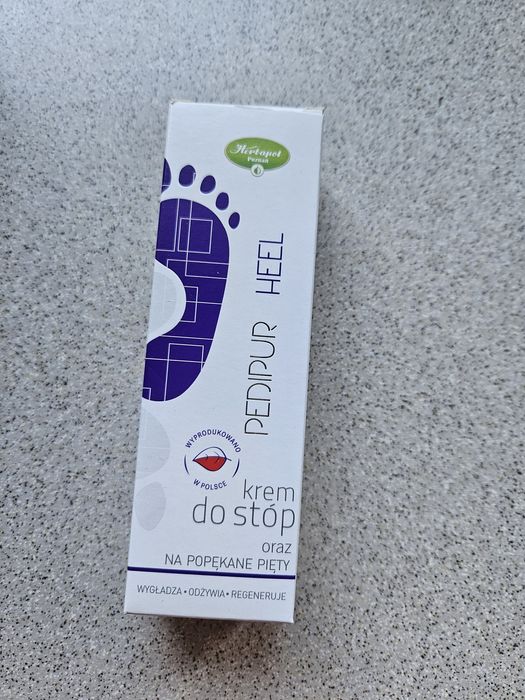 Herbapol
Poznań
PEDIPUR HEEL
WYPRODUKOWANO
W POLSCE
krem
do stóp
oraz
NA POPĘKANE PIĘTY
WYGŁADZA • ODŻYWIA • REGENERUJE